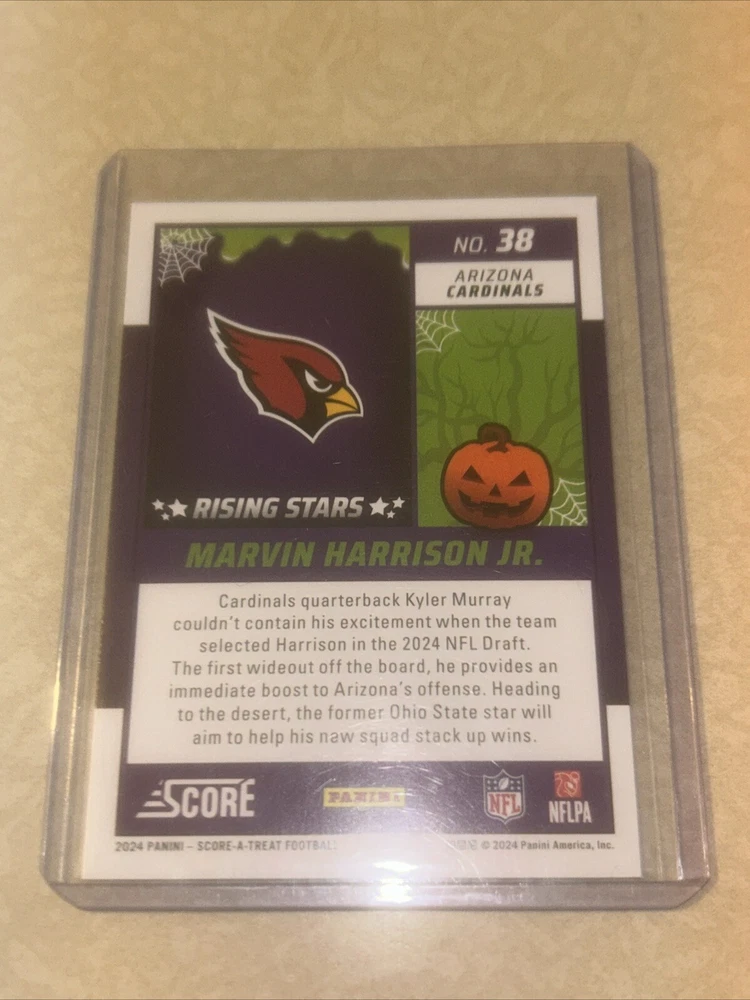 NO. 38
ARIZONA
CARDINALS
RISING STARS
MARVIN HARRISON JR.
Cardinals quarterback Kyler Murray
couldn't contain his excitement when the team
selected Harrison in the 2024 NFL Draft.
The first wideout off the board, he provides an
immediate boost to Arizona's offense. Heading
to the desert, the former Ohio State star will
aim to help his naw squad stack up wins.
SCORE
PANINI
NFL
NFLPA
2024 PANINI – SCORE-A-TREAT FOOTBALL
© 2024 Panini America, Inc.